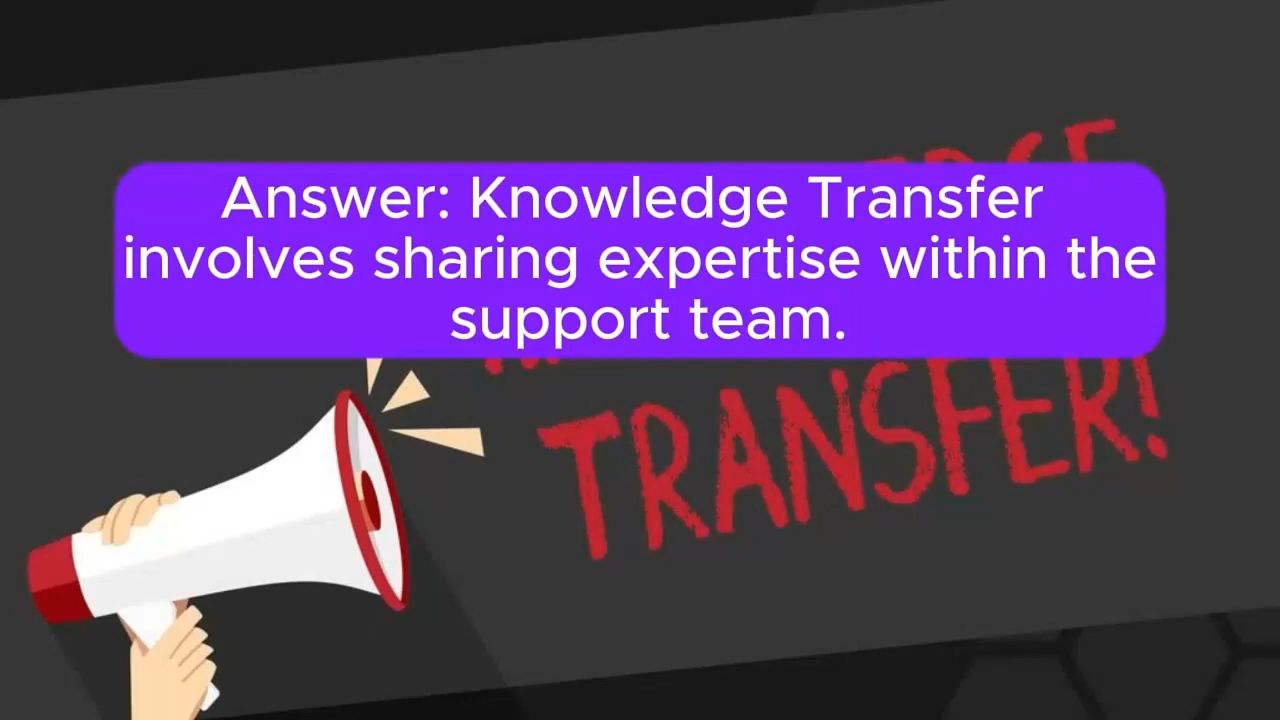 Answer: Knowledge Transfer
involves sharing expertise within the
support team.
TRANSFER!